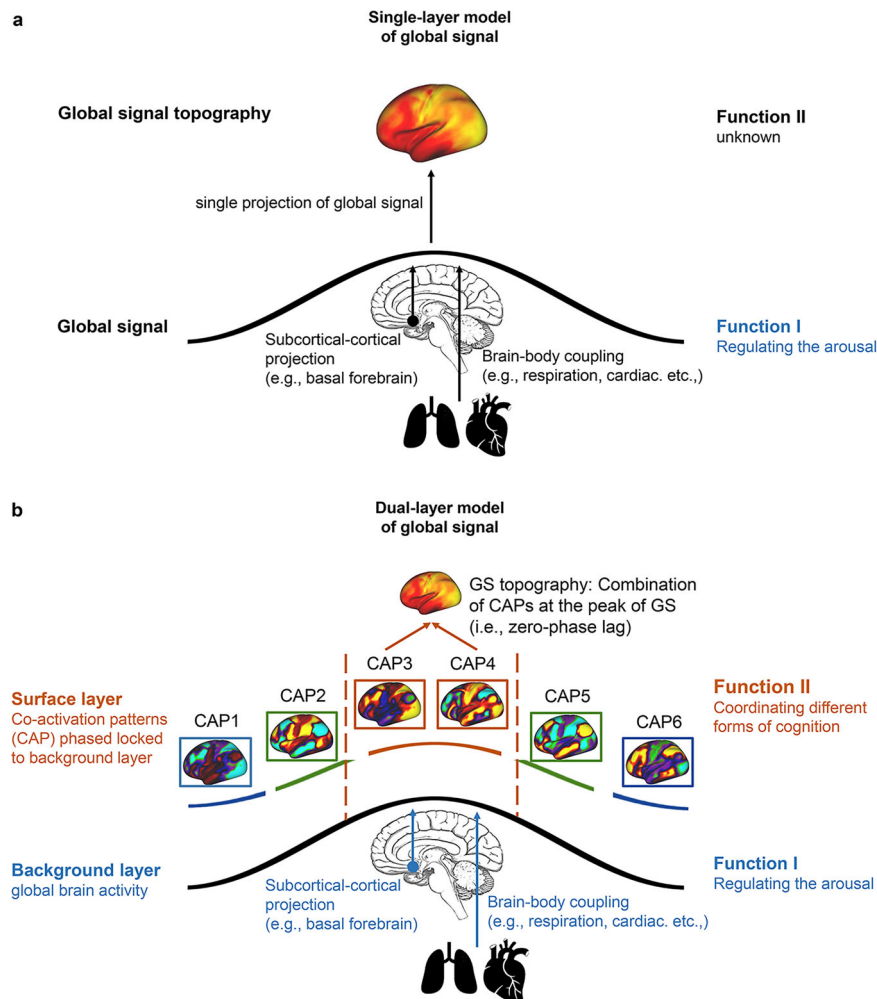 a
Single-layer model
of global signal
Global signal topography
Function II
unknown
single projection of global signal
Global signal
Subcortical-cortical
projection
(e.g., basal forebrain)
Brain-body coupling
(e.g., respiration, cardiac. etc.,)
Function I
Regulating the arousal
b
Dual-layer model
of global signal
GS topography: Combination
of CAPs at the peak of GS
(i.e., zero-phase lag)
Surface layer
Co-activation patterns
(CAP) phased locked
to background layer
CAP1
CAP2
CAP3
CAP4
CAP5
CAP6
Function II
Coordinating different
forms of cognition
Background layer
global brain activity
Subcortical-cortical
projection
(e.g., basal forebrain)
Brain-body coupling
(e.g., respiration, cardiac. etc.,)
Function I
Regulating the arousal